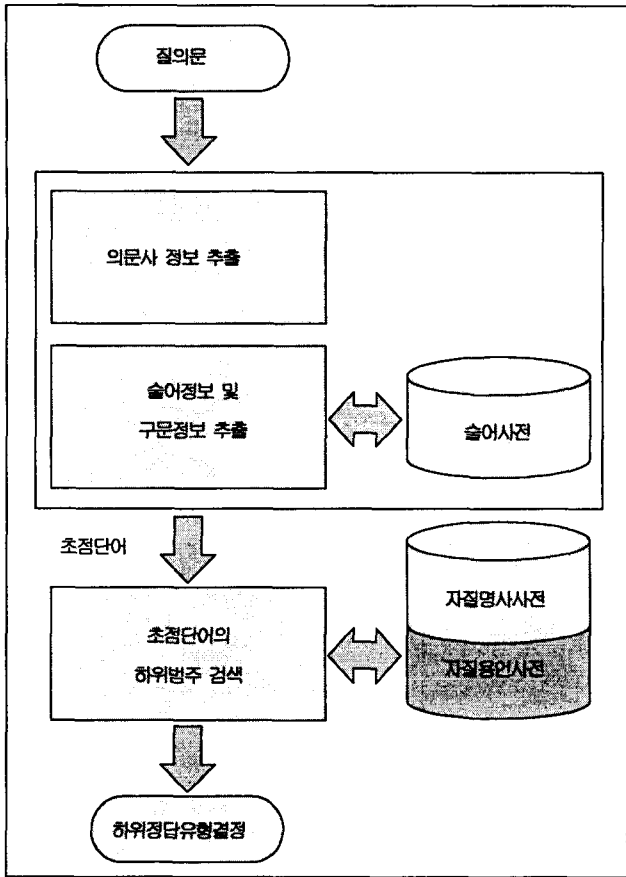 질의문
의문사 정보 추출
술어정보 및
구문정보 추출
술어사전
초점단어
초점단어의
하위범주 검색
자질명사사전
자질용언사전
하위정답유형결정